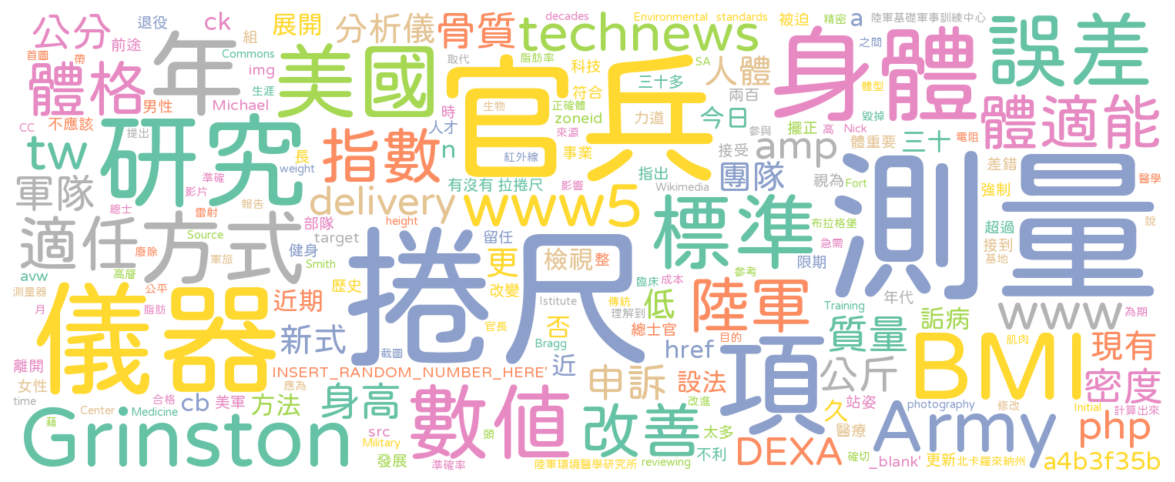 公分 退役 ck 展開 分析儀 骨質 technews decades Environmental standards 被迫 a 精密 陸軍基礎軍事訓練中心
前途 組 Commons 首圖 帶 取代 脂肪率 科技 三十多 SA 之間 體型 毀掉
體格 年 img 生涯 美國 官兵 符合 人體 兩百 身體 誤差
男性 Michael 時 生物 正確體 zoneid 今日 擺正 高 Nick 電阻 體適能
CC 不應該 提出 人才 來源 力道 參與
研究 指數 n 紅外線 事業 接受 amp 體重要 三十 差錯 醫學
tw 準確 weight 長 有沒有 拉捲尺 指出 影響 團隊 視為 Fort 強制
軍隊 影片 總士 delivery www5 Wikimedia 標準 布拉格堡 測量 超過 說
適任 方式 雷射 報告 部隊 height 留任 急需 接到 基地
廢除 Source target 更 檢視 整 限期
avw 高層 軍旅 健身 Smith 捲尺 歷史 改變 Istitute 低 臨床 成本 參考 年代 www
測量器 月 公平 脂肪 近期 傳統 理解到 陸軍 Training 質量 詬病 為期
儀器 新式 官長 否 總士官 Bragg 目的 肌肉 BMI 現有
離開 截圖 INSERT_RANDOM_NUMBER_HERE' 近 href 項 公斤 密度
女性 time cb 美軍 方法 身高 應為 申訴 設法 站姿 photography 修改 Initial 計算出來
Grinston Center Medicine 合格 藉 src 數值 改善 改進 久 太多 醫療 Army php
Military 發展 頭 準確率 陸軍環境醫學研究所 reviewing 不利 DEXA 確切 _blank' 更新 北卡羅來納州 a4b3f35b